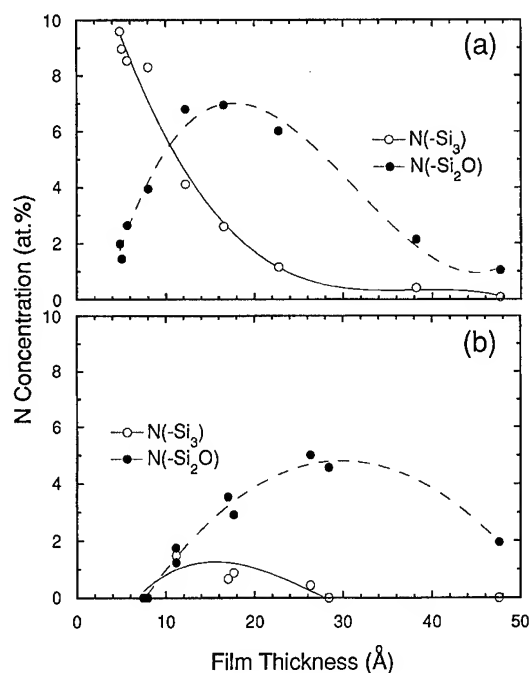 10
8
6
4
2
0
(a)
N(-Si3)
N(-Si2O)
N Concentration (at.%)
10
8
6
4
2
0
(b)
N(-Si3)
N(-Si2O)
0 10 20 30 40 50
Film Thickness (Å)